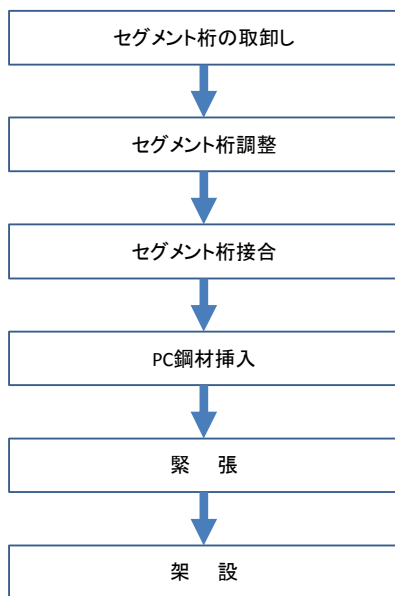 セグメント桁の取卸し
セグメント桁調整
セグメント桁接合
PC鋼材挿入
緊　張
架　設